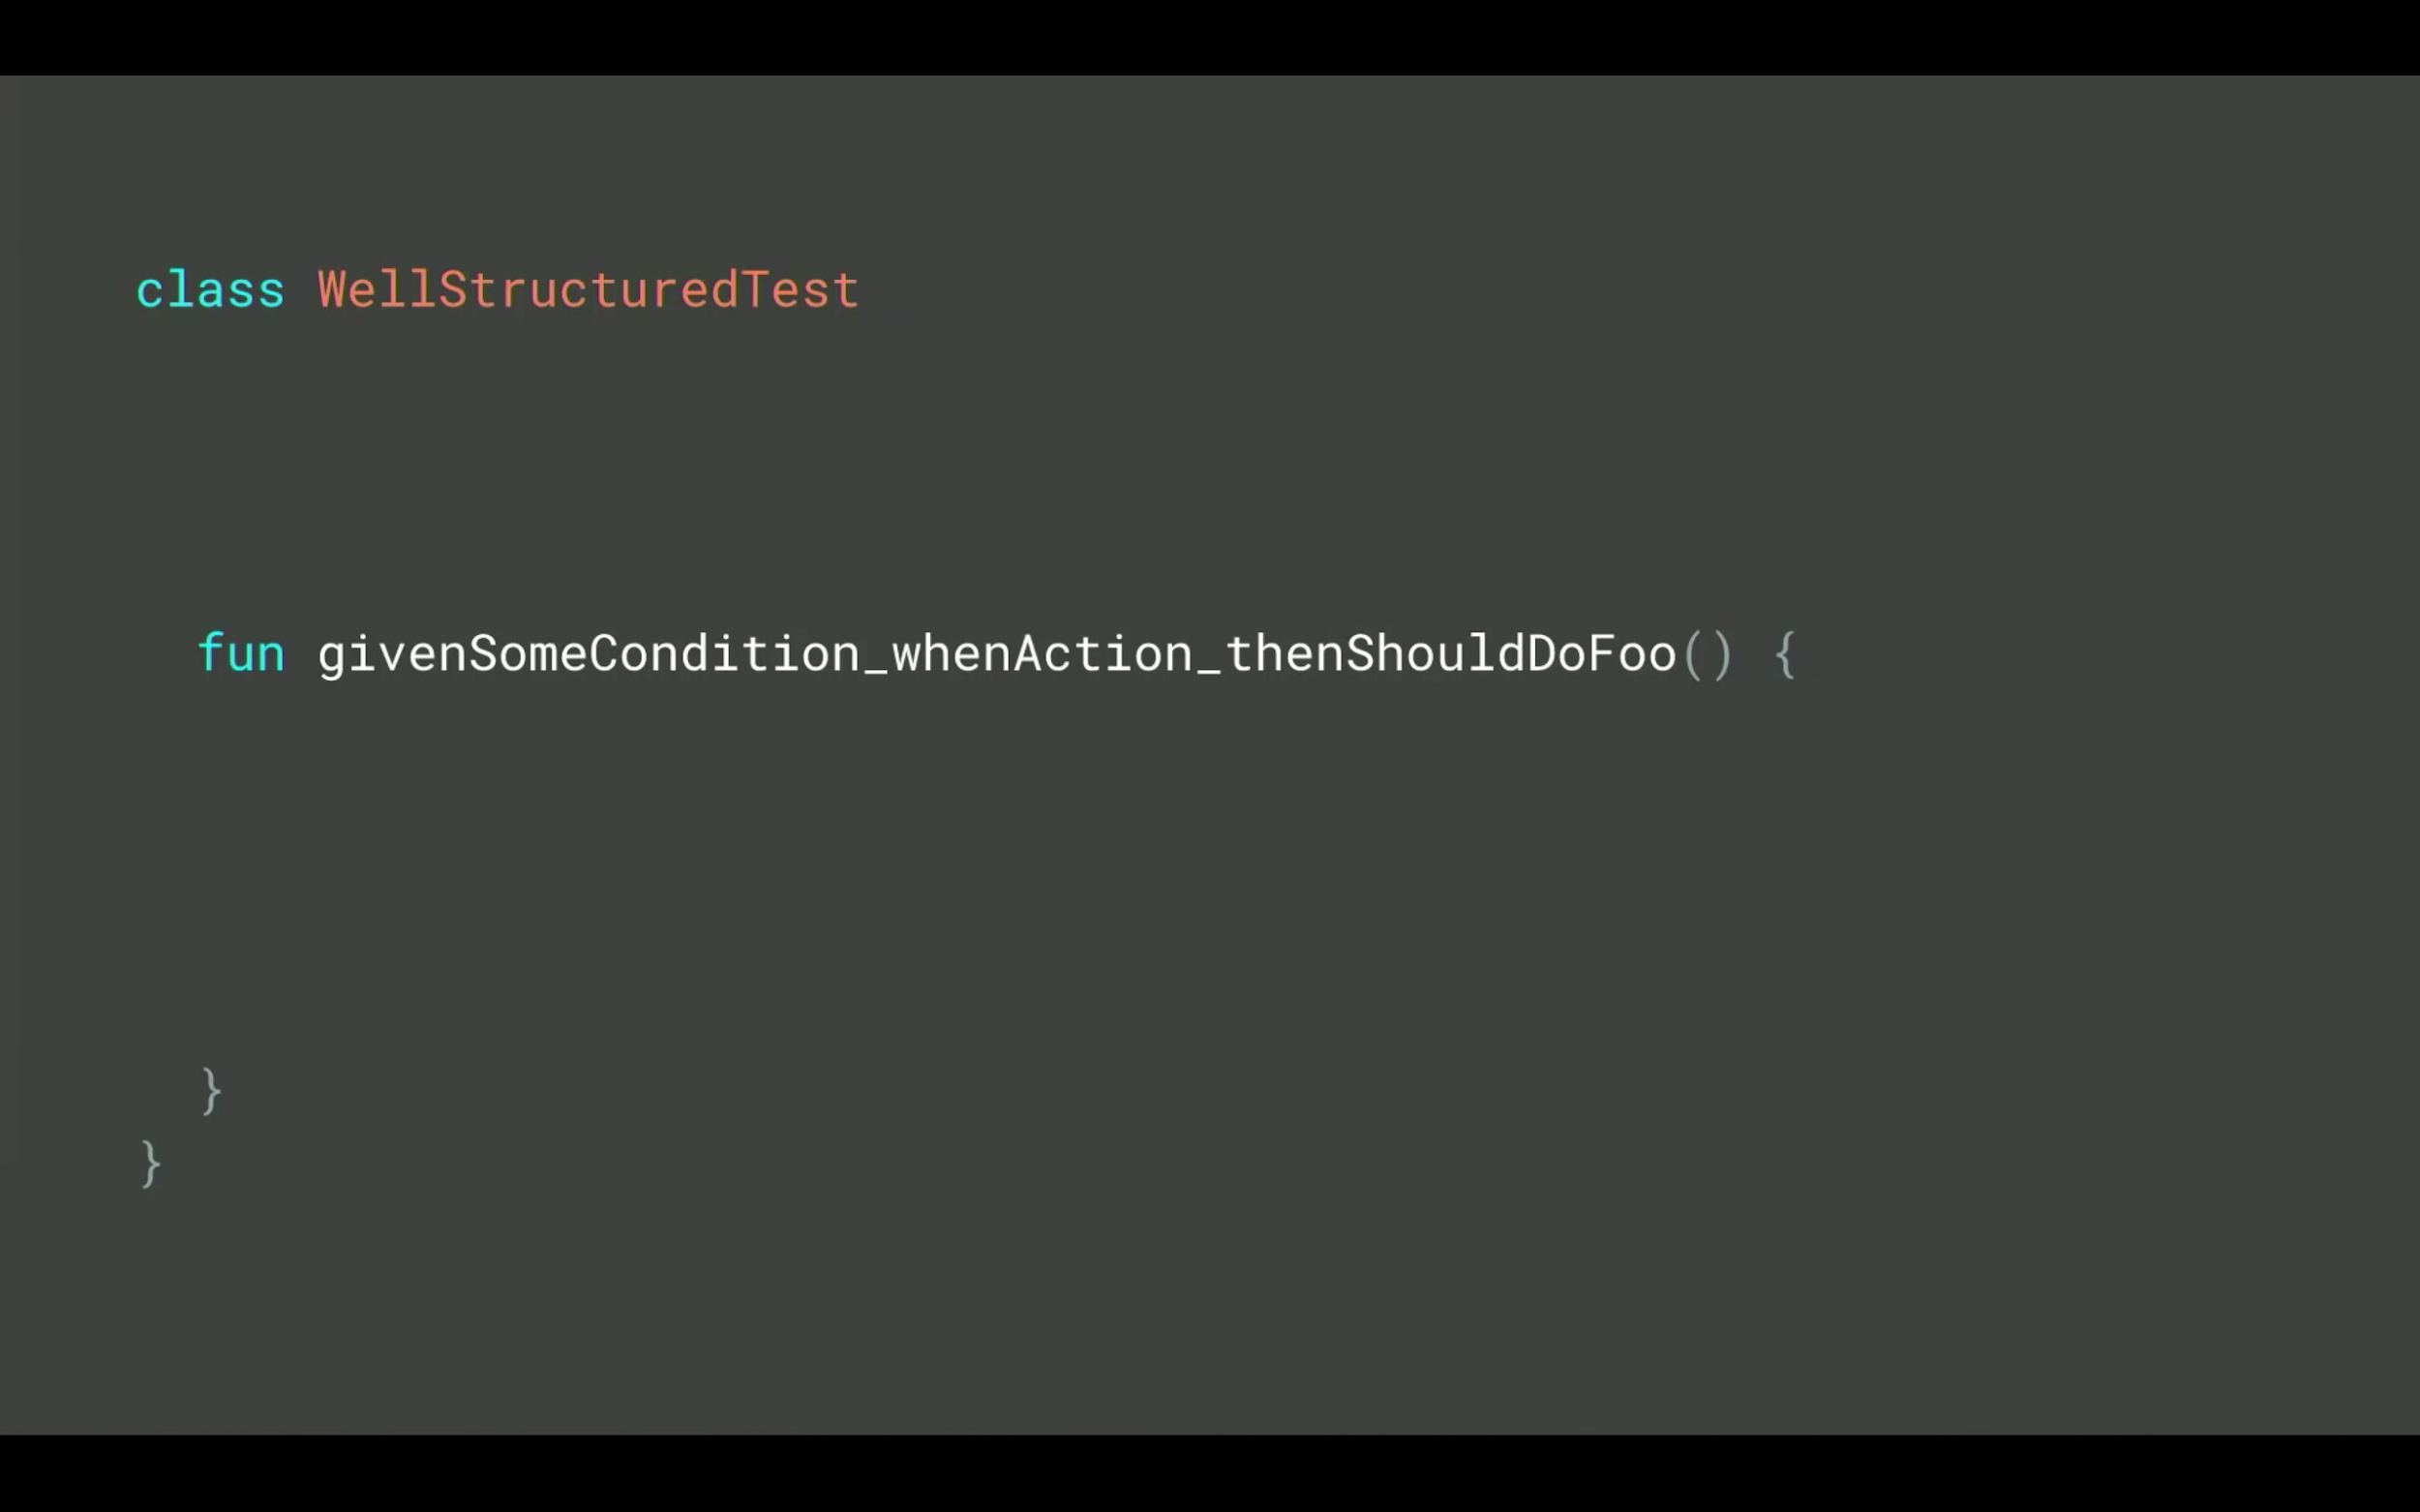 class WellStructuredTest
fun givenSomeCondition_whenAction_thenShouldDoFoo() {
}
}